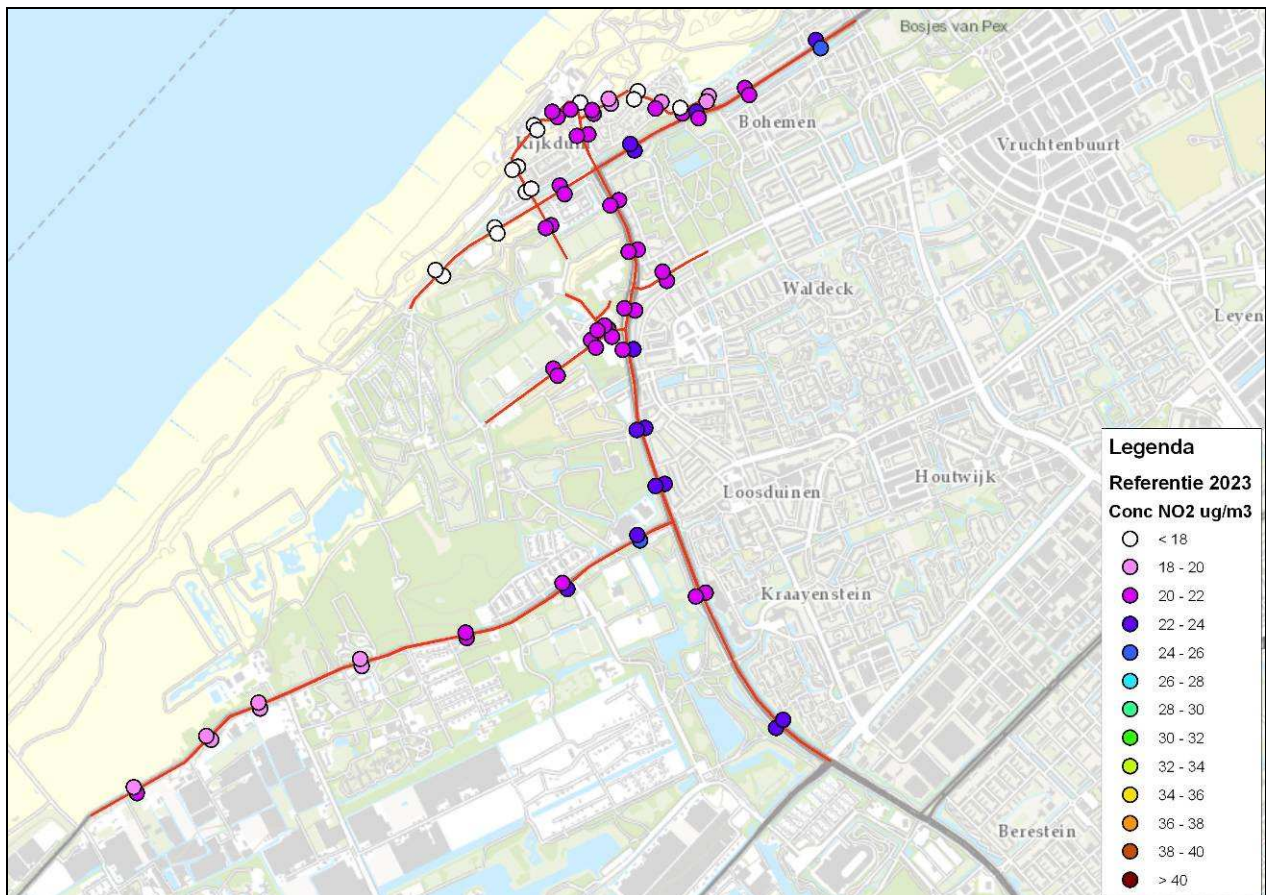 Bosjes van Pex
Bohemen
Vruchtenbuurt
Kijkduin
Waldeck
Leyen
Loosduinen
Houtwijk
Kraayenstein
Berestein
Legenda
Referentie 2023
Conc NO2 ug/m3
< 18
18 - 20
20 - 22
22 - 24
24 - 26
26 - 28
28 - 30
30 - 32
32 - 34
34 - 36
36 - 38
38 - 40
> 40